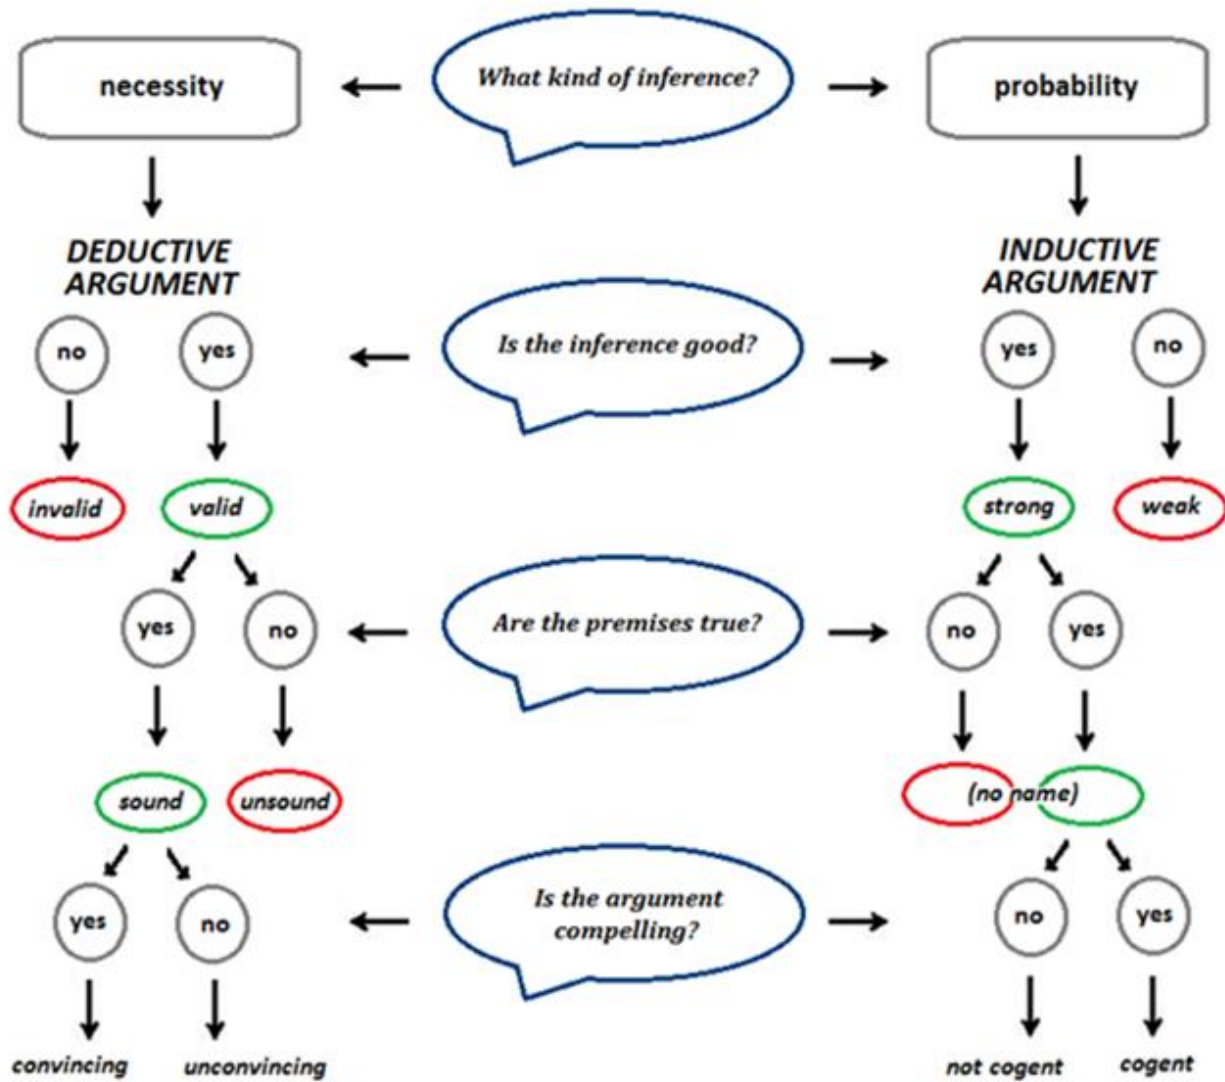 necessity
What kind of inference?
probability
DEDUCTIVE
ARGUMENT
INDUCTIVE
ARGUMENT
no
yes
Is the inference good?
yes
no
invalid
valid
strong
weak
yes
no
Are the premises true?
no
yes
sound
unsound
(no name)
yes
no
Is the argument
compelling?
no
yes
convincing
unconvincing
not cogent
cogent